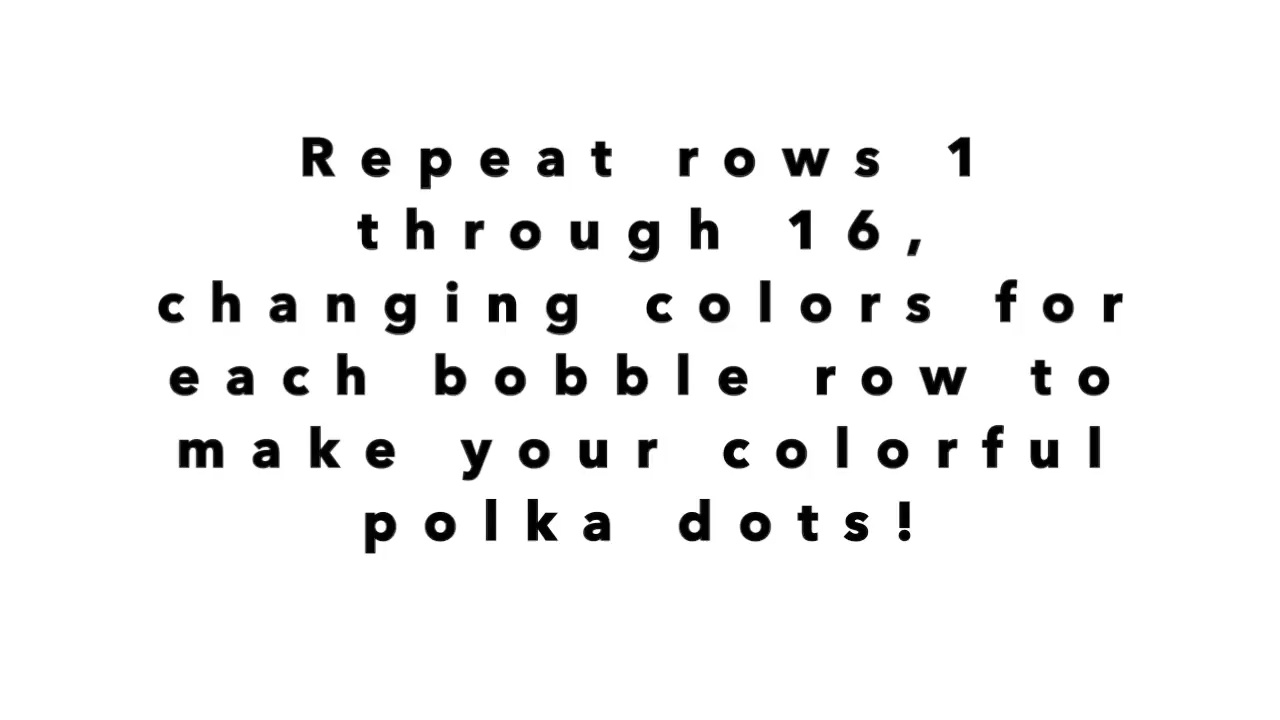 Repeat rows 1
through 16,
changing colors for
each bobble row to
make your colorful
polka dots!